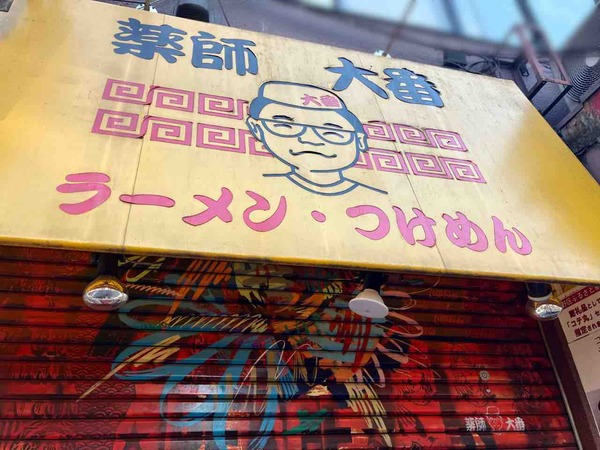 薬師 大番
大番
ラーメン・つけめん
薬師 大番